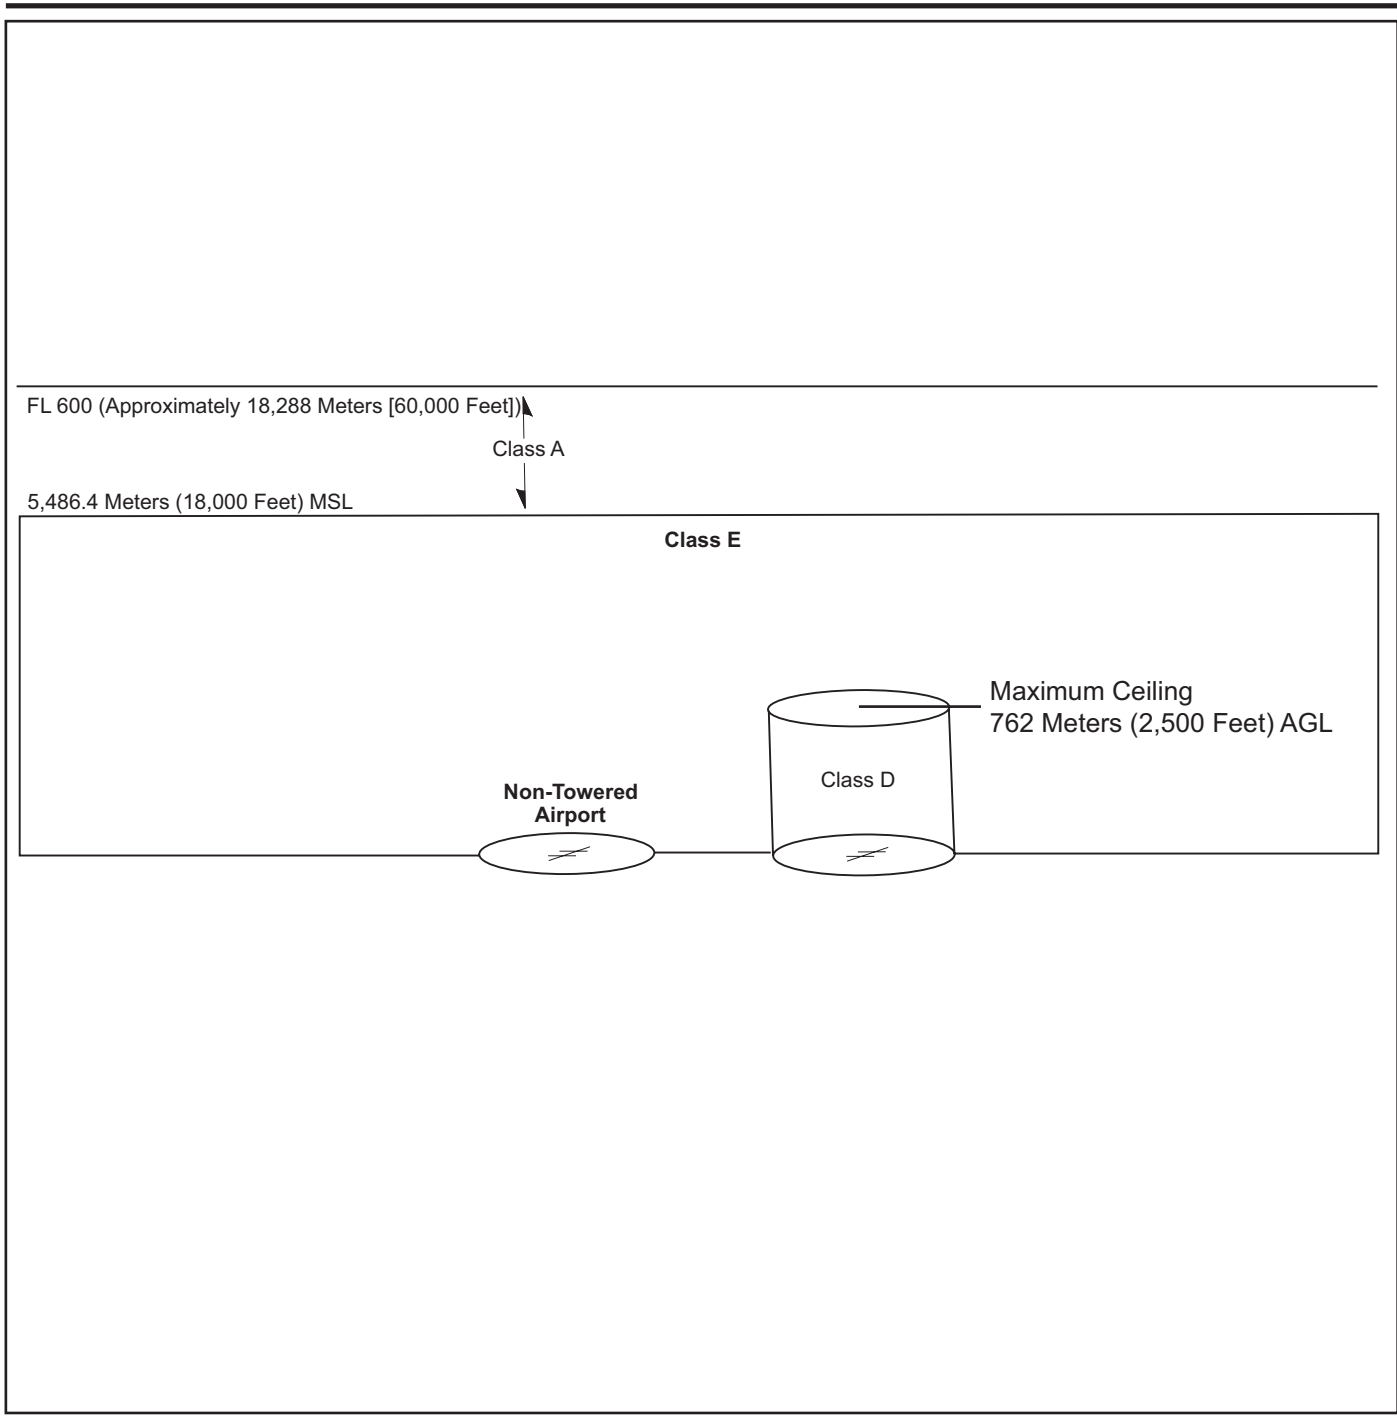 FL 600 (Approximately 18,288 Meters [60,000 Feet])
Class A
5,486.4 Meters (18,000 Feet) MSL
Class E
Maximum Ceiling
762 Meters (2,500 Feet) AGL
Class D
Non-Towered
Airport